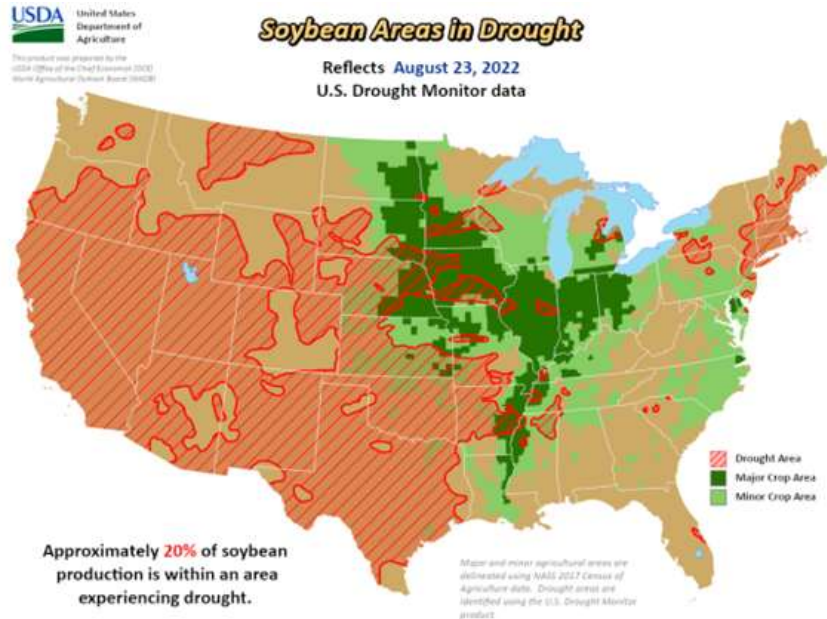 USDA
United States
Department of
Agriculture
This product was prepared by the
USDA Office of the Chief Economist (OCE)
World Agricultural Outlook Board (WAOB)
Soybean Areas in Drought
Reflects August 23, 2022
U.S. Drought Monitor data
Drought Area
Major Crop Area
Minor Crop Area
Approximately 20% of soybean
production is within an area
experiencing drought.
Major and minor agricultural areas are
delineated using NASS 2017 Census of
Agriculture data. Drought areas are
identified using the U.S. Drought Monitor
product